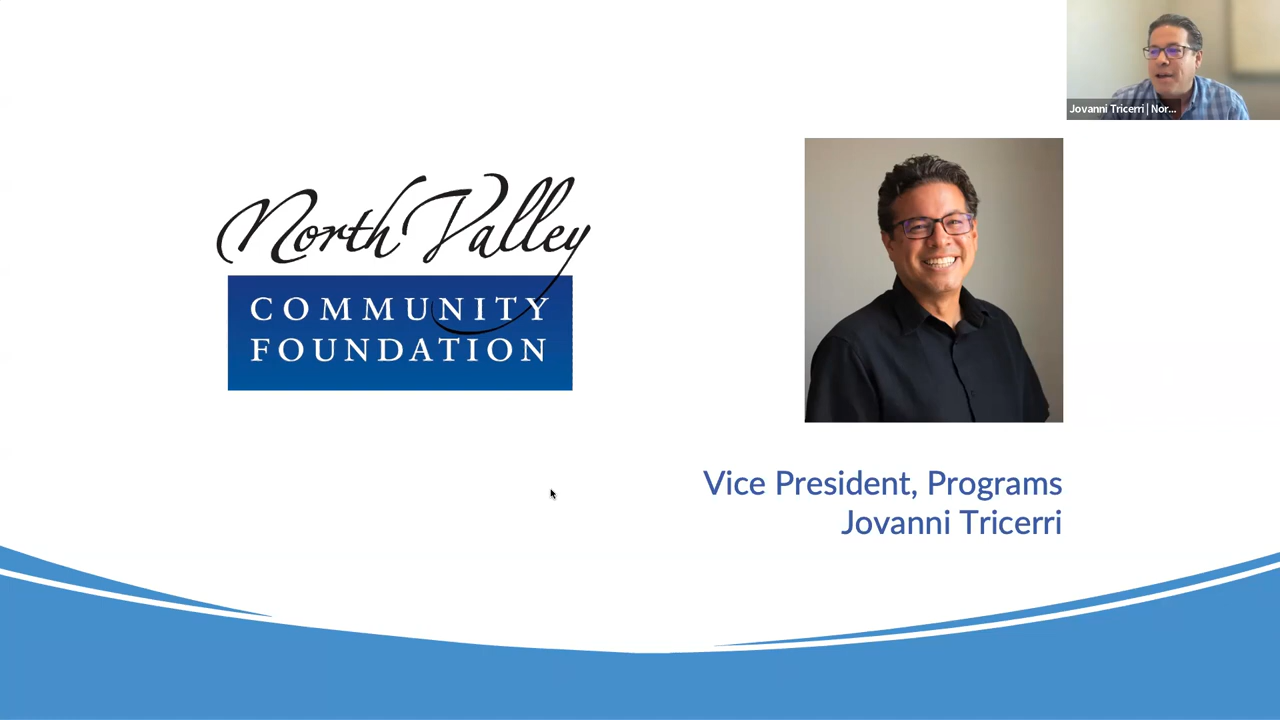 Jovanni Tricerri | Nor...
North Valley
COMMUNITY
FOUNDATION
Vice President, Programs
Jovanni Tricerri